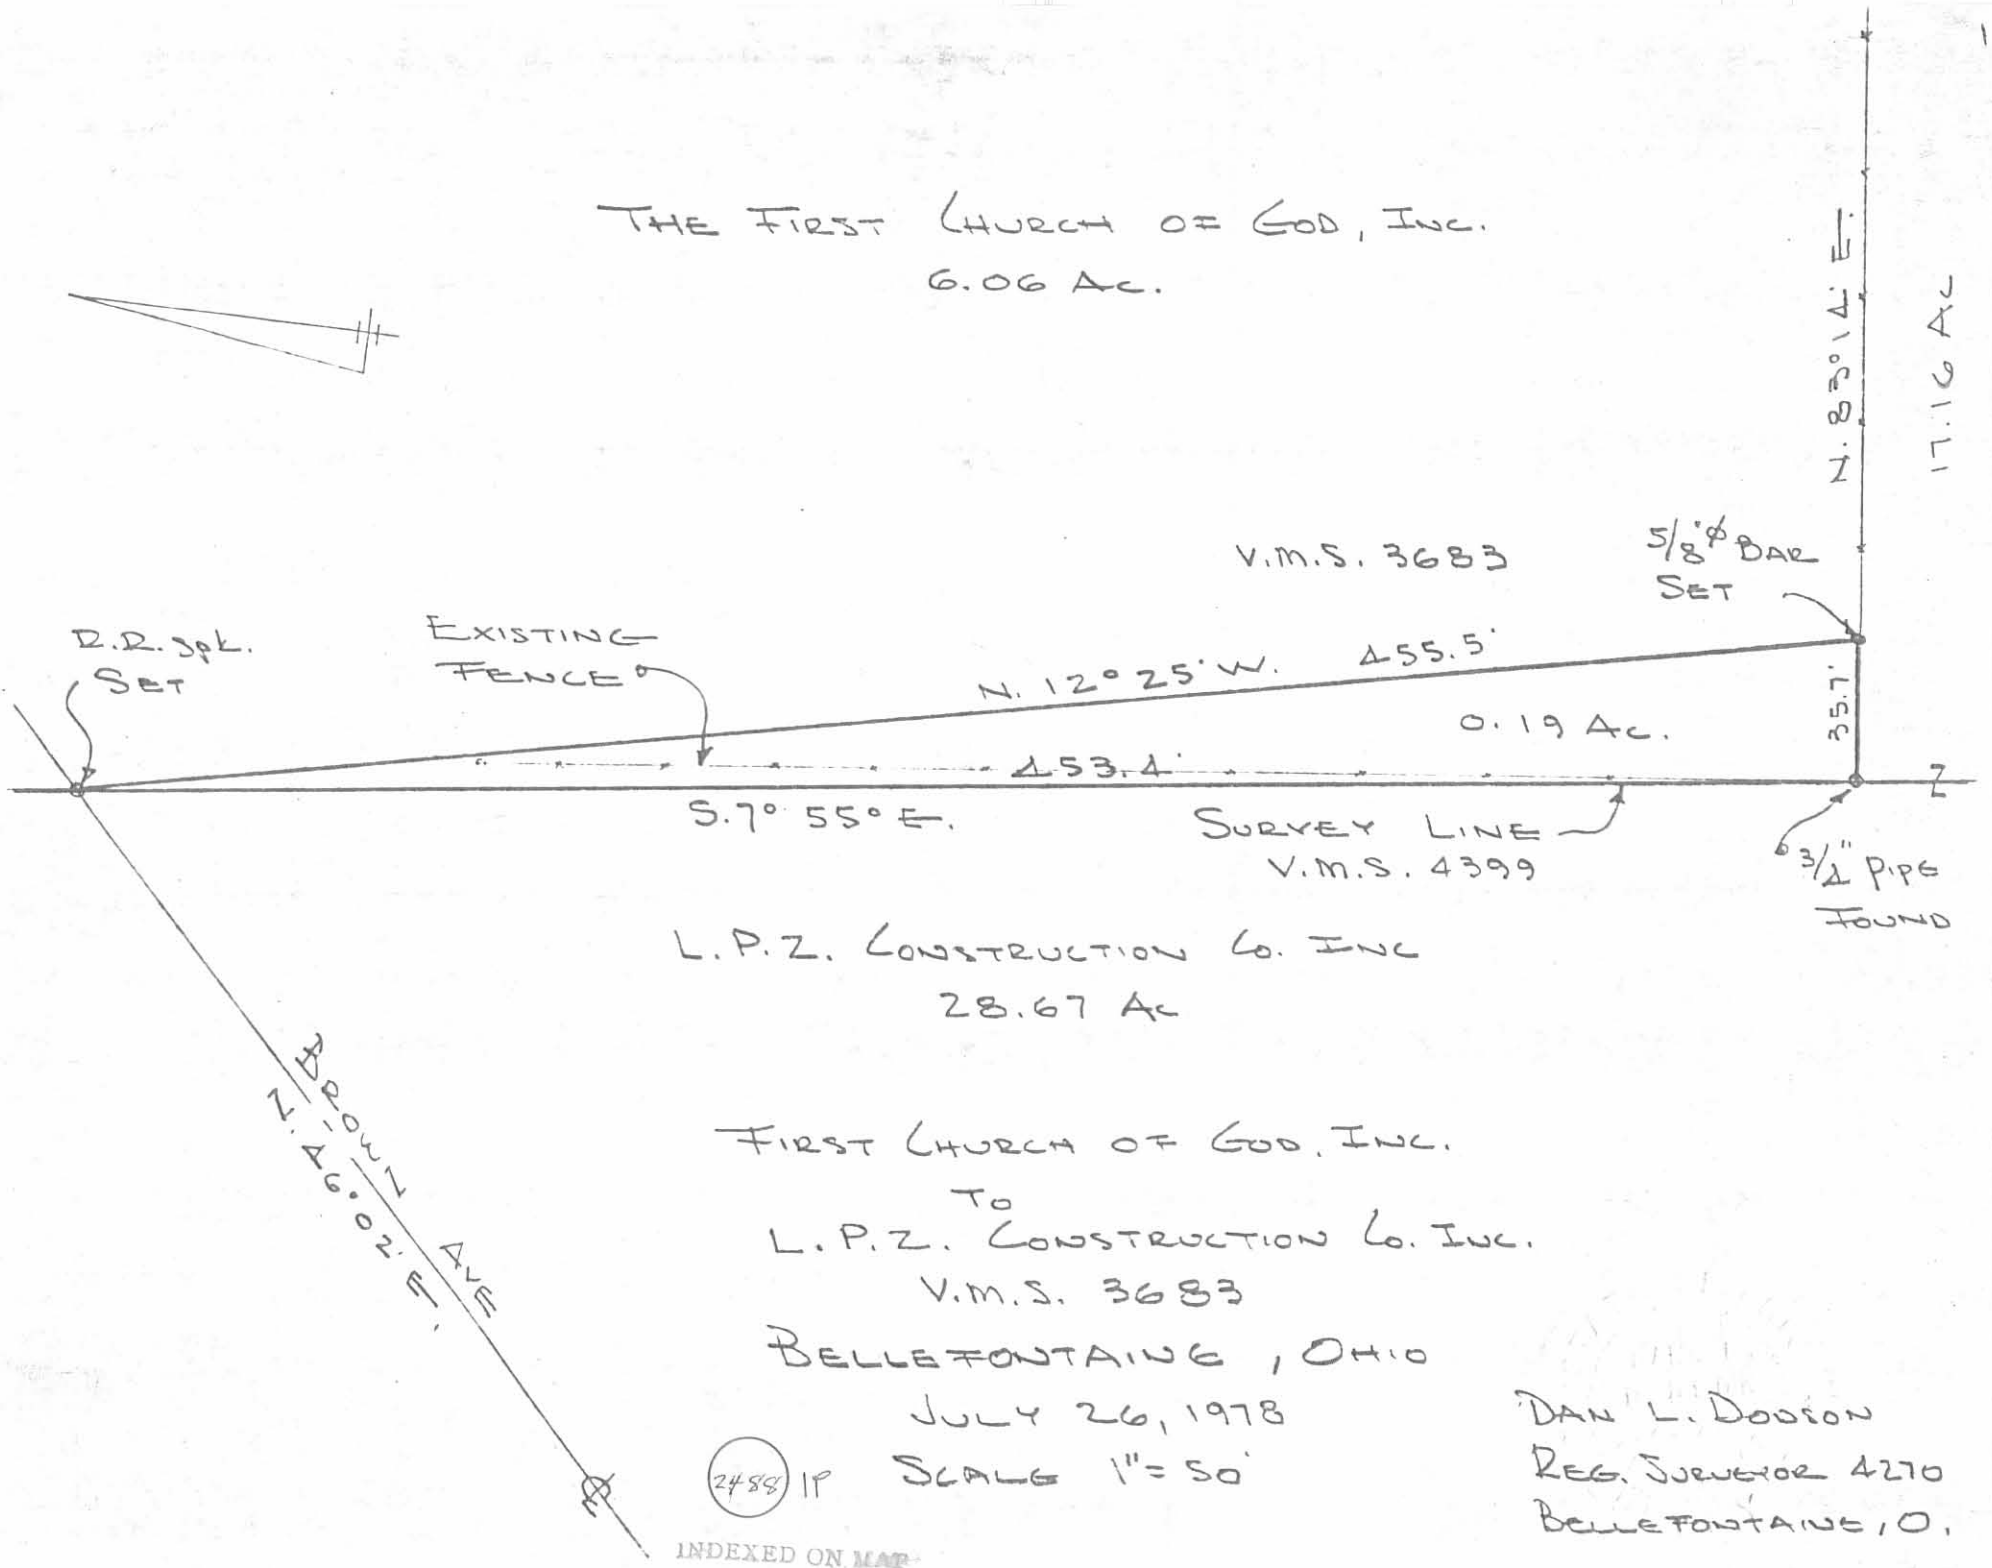 THE FIRST CHURCH OF GOD, INC.
6.06 AC.
N. 83° 14' E.
17.16 AC
V.M.S. 3683
5/8"ø BAR
SET
R.R. Spk.
SET
EXISTING
FENCE
N. 12° 25' W. 455.5'
0.19 AC.
35.7'
453.4'
S. 7° 55° E.
SURVEY LINE
V.M.S. 4399
3/4" PIPE
FOUND
L.P.Z. CONSTRUCTION CO. INC
28.67 AC
BROWN AVE
N. 46° 02' E.
FIRST CHURCH OF GOD, INC.
TO
L.P.Z. CONSTRUCTION CO. INC.
V.M.S. 3683
BELLEFONTAINE, OHIO
JULY 26, 1978
SCALE 1" = 50'
2488 1P
DAN L. DODSON
REG. SURVEYOR 4270
BELLEFONTAINE, O.
INDEXED ON MAP